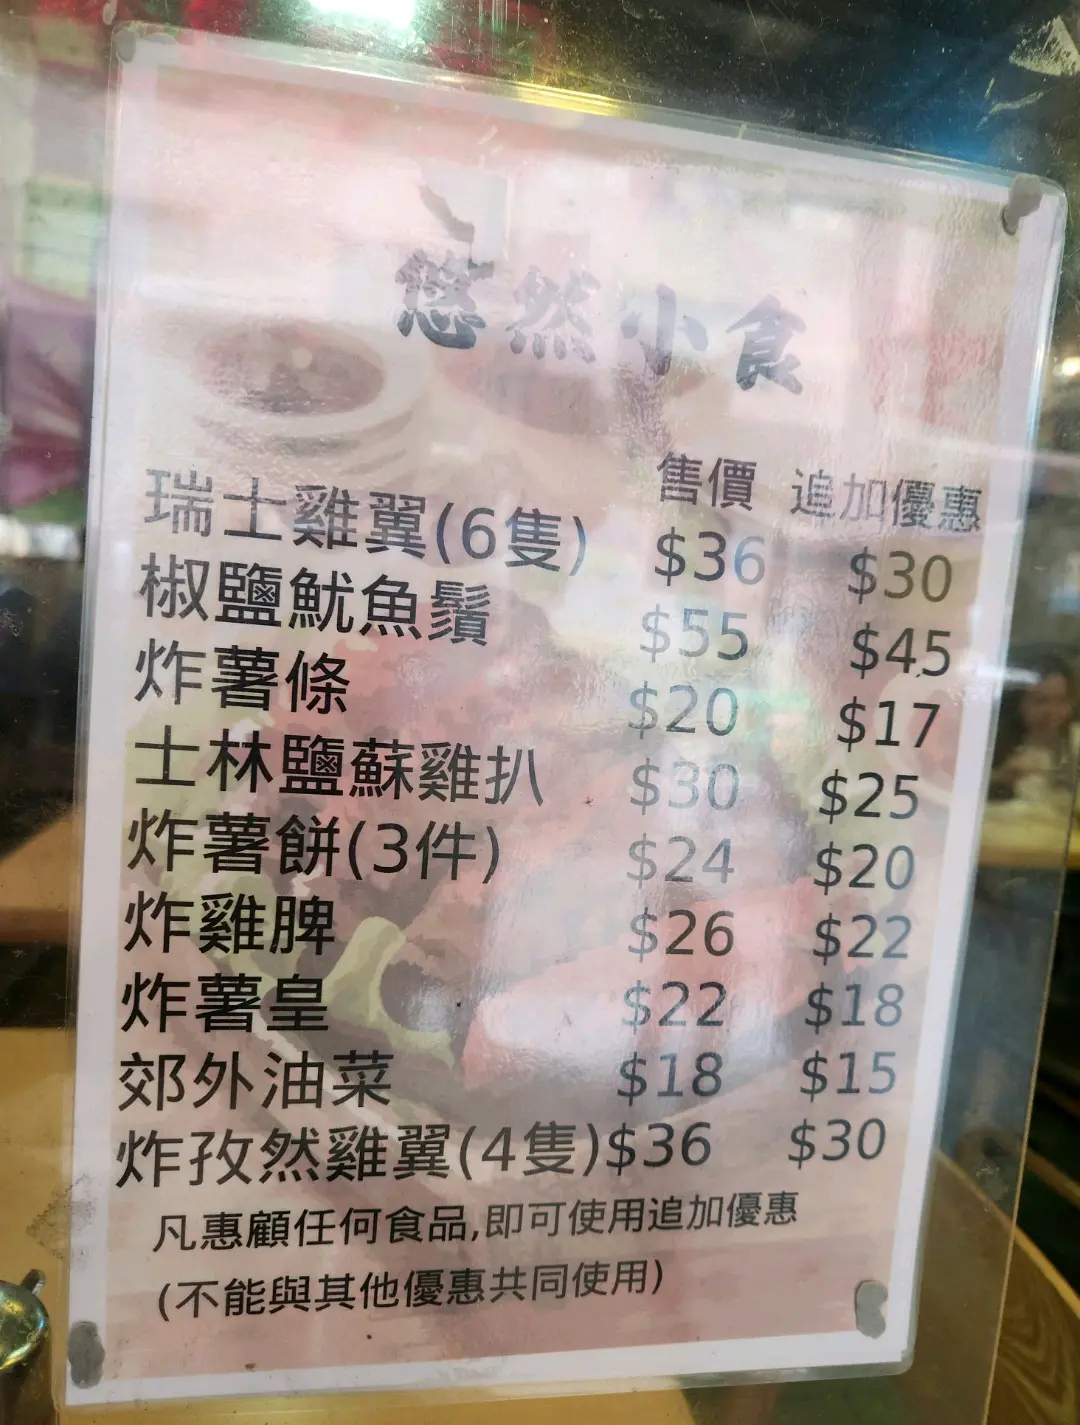 悠然小食
售價 追加優惠
瑞士雞翼(6隻) $36 $30
椒鹽魷魚鬚 $55 $45
炸薯條 $20 $17
士林鹽蘇雞扒 $30 $25
炸薯餅(3件) $24 $20
炸雞脾 $26 $22
炸薯皇 $22 $18
郊外油菜 $18 $15
炸孜然雞翼(4隻) $36 $30
凡惠顧任何食品,即可使用追加優惠
(不能與其他優惠共同使用)